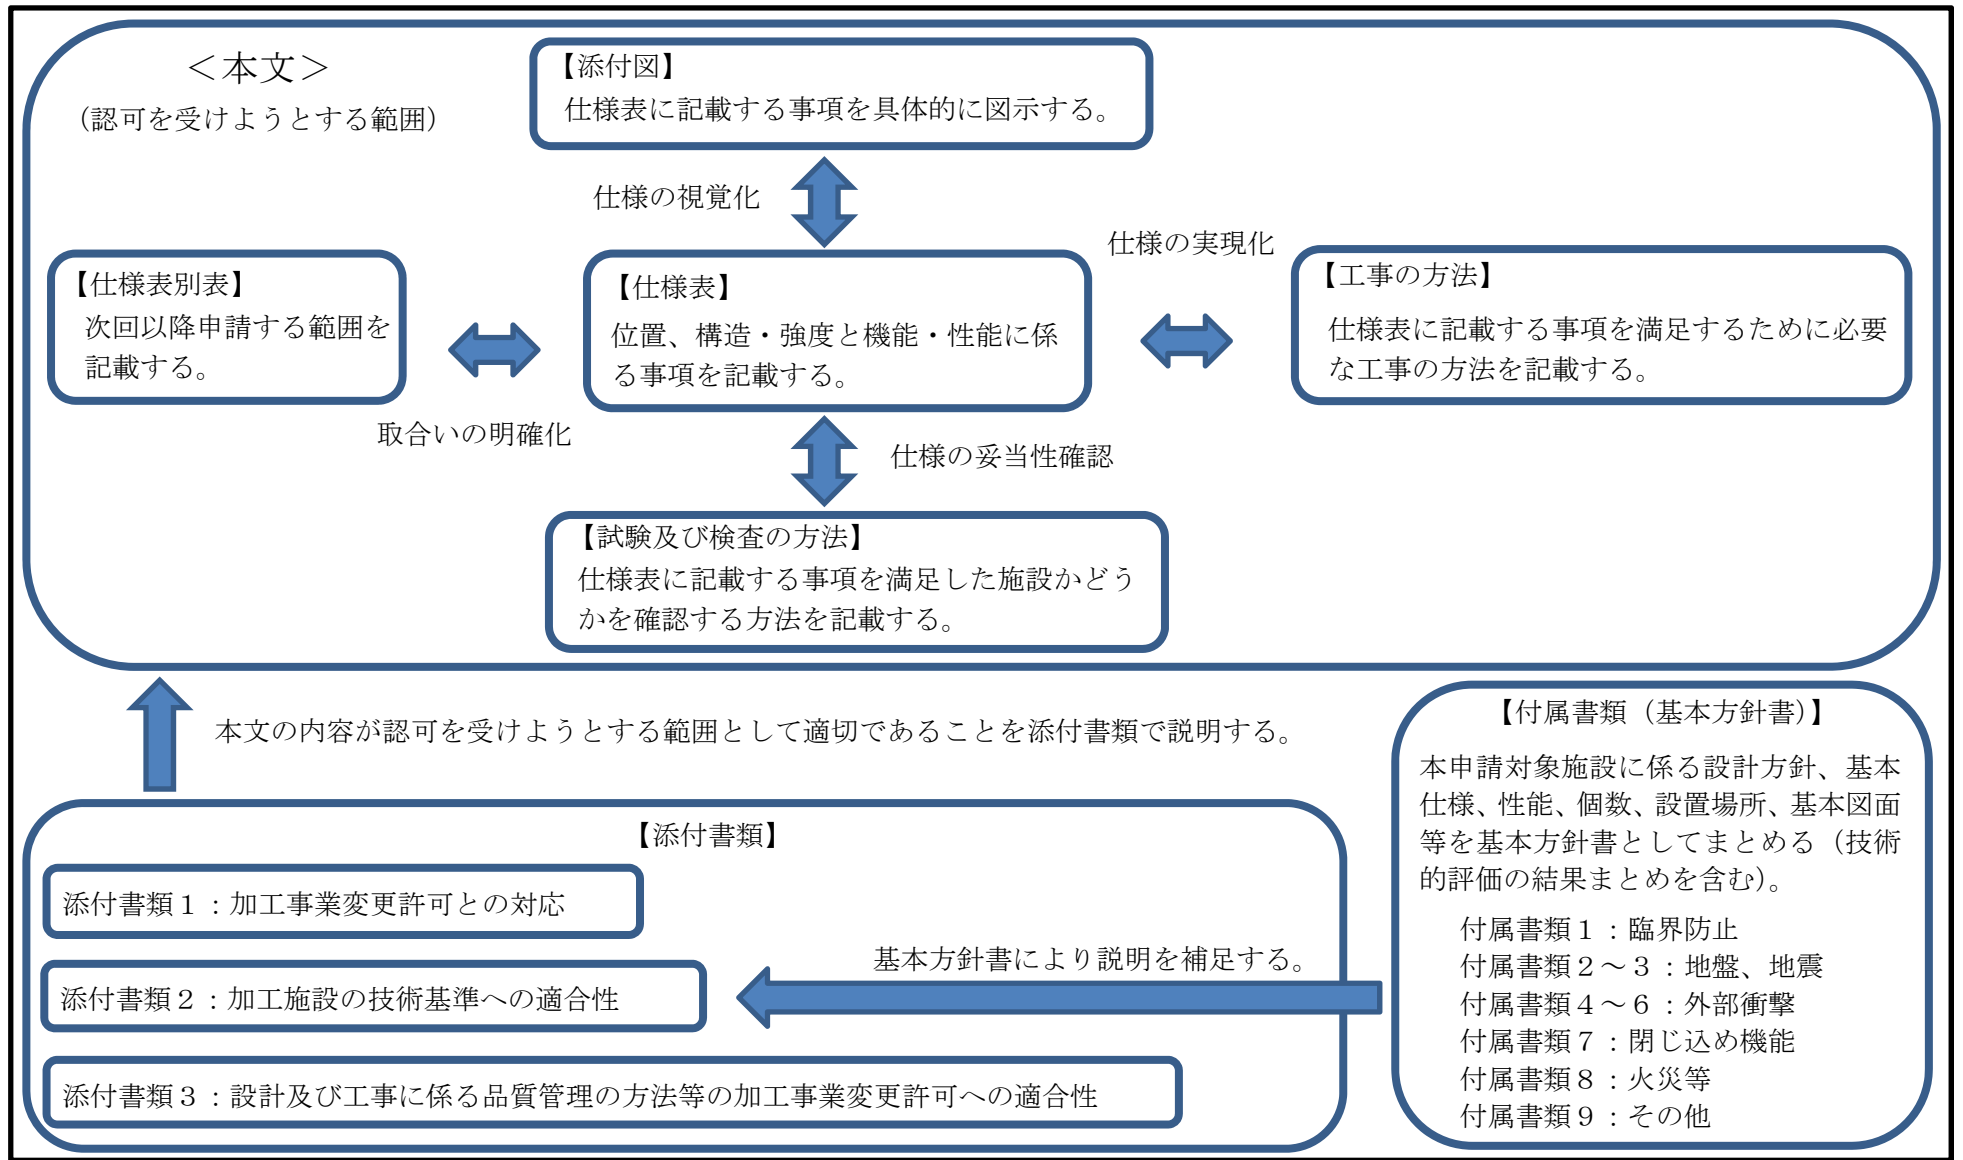 ＜本文＞
（認可を受けようとする範囲）
【添付図】
仕様表に記載する事項を具体的に図示する。
仕様の視覚化
【仕様表別表】
次回以降申請する範囲を
記載する。
取合いの明確化
【仕様表】
位置、構造・強度と機能・性能に係
る事項を記載する。
仕様の実現化
【工事の方法】
仕様表に記載する事項を満足するために必要
な工事の方法を記載する。
仕様の妥当性確認
【試験及び検査の方法】
仕様表に記載する事項を満足した施設かどう
かを確認する方法を記載する。
本文の内容が認可を受けようとする範囲として適切であることを添付書類で説明する。
【添付書類】
添付書類１：加工事業変更許可との対応
添付書類２：加工施設の技術基準への適合性
添付書類３：設計及び工事に係る品質管理の方法等の加工事業変更許可への適合性
基本方針書により説明を補足する。
【付属書類（基本方針書）】
本申請対象施設に係る設計方針、基本
仕様、性能、個数、設置場所、基本図面
等を基本方針書としてまとめる（技術
的評価の結果まとめを含む）。
付属書類１：臨界防止
付属書類２～３：地盤、地震
付属書類４～６：外部衝撃
付属書類７：閉じ込め機能
付属書類８：火災等
付属書類９：その他